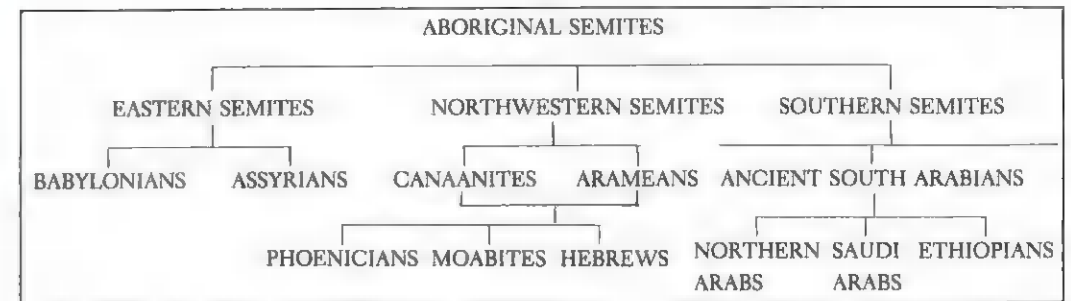 ABORIGINAL SEMITES
EASTERN SEMITES NORTHWESTERN SEMITES SOUTHERN SEMITES
BABYLONIANS ASSYRIANS CANAANITES ARAMEANS ANCIENT SOUTH ARABIANS
PHOENICIANS MOABITES HEBREWS NORTHERN SAUDI ETHIOPIANS
ARABS ARABS